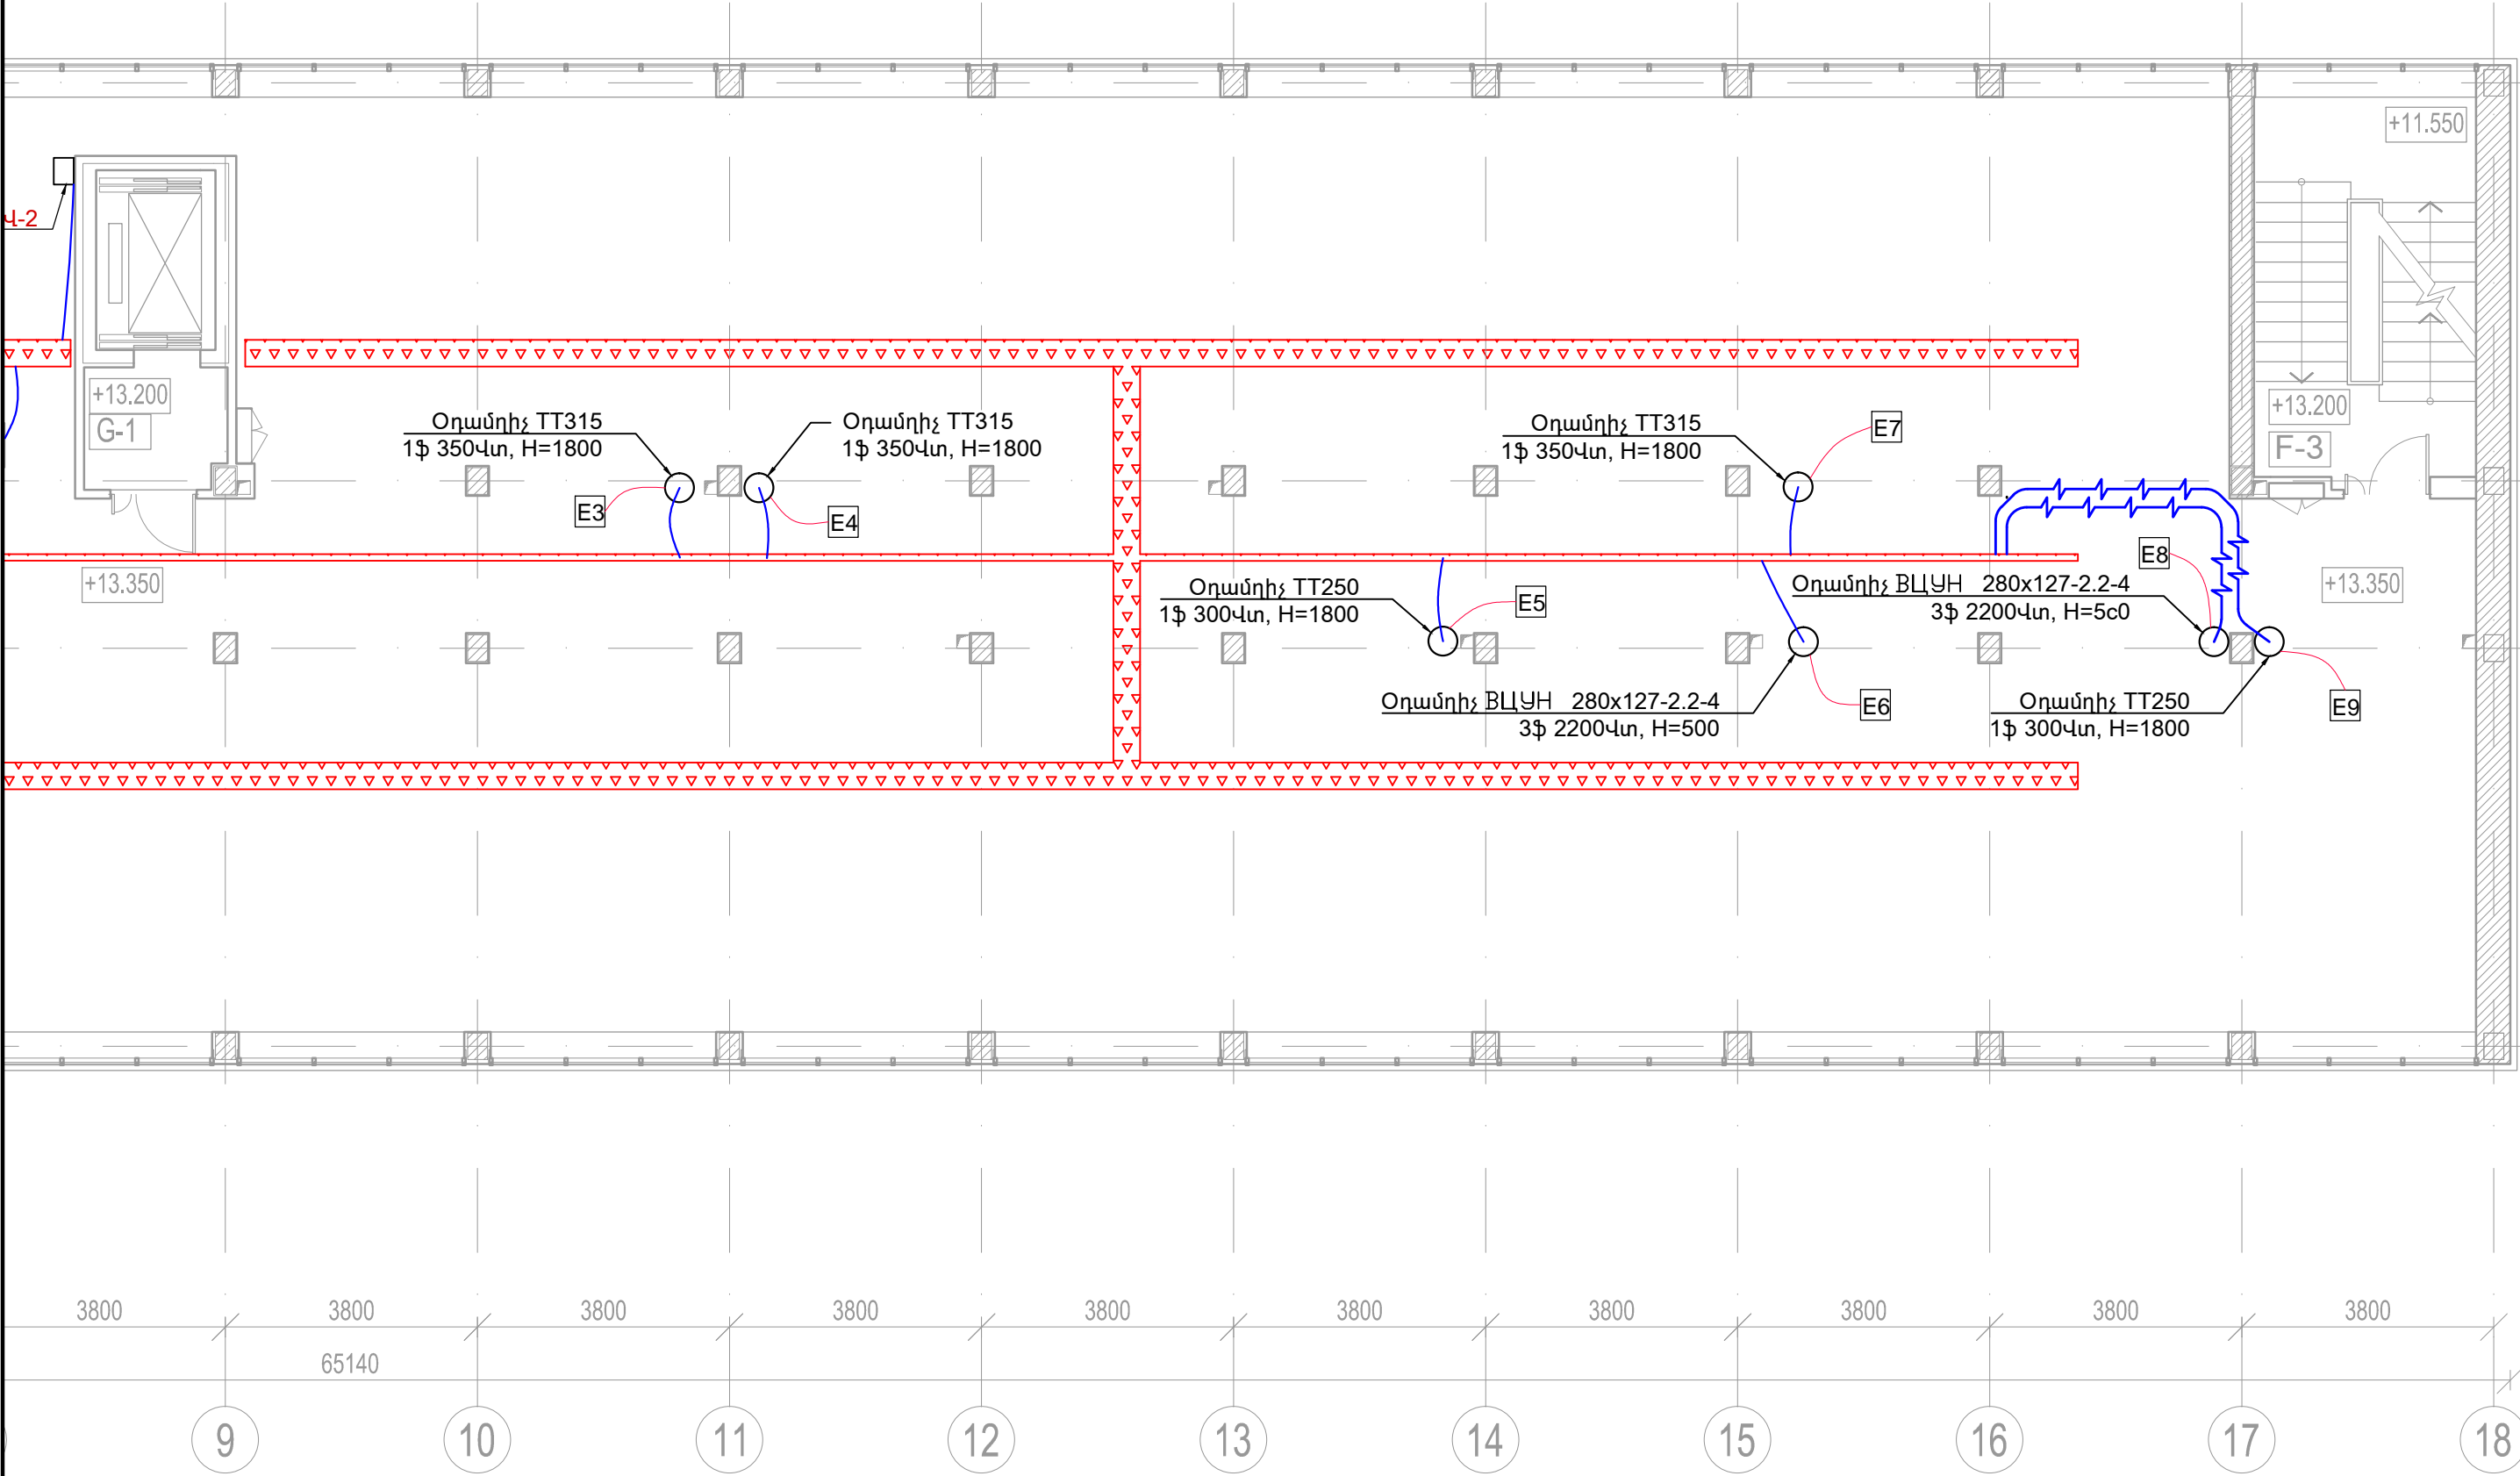 +11.550
Վ-2
+13.200
G-1
+13.200
F-3
Օդամղիչ TT315
1ֆ 350Վտ, H=1800
Օդամղիչ TT315
1ֆ 350Վտ, H=1800
Օդամղիչ TT315
1ֆ 350Վտ, H=1800
E7
E3
E4
E8
+13.350
+13.350
Օդամղիչ TT250
1ֆ 300Վտ, H=1800
E5
Օդամղիչ ВЦУН 280x127-2.2-4
3ֆ 2200Վտ, H=5c0
Օդամղիչ ВЦУН 280x127-2.2-4
3ֆ 2200Վտ, H=500
E6
Օդամղիչ TT250
1ֆ 300Վտ, H=1800
E9
3800 3800 3800 3800 3800 3800 3800 3800 3800 3800
65140
9 10 11 12 13 14 15 16 17 18